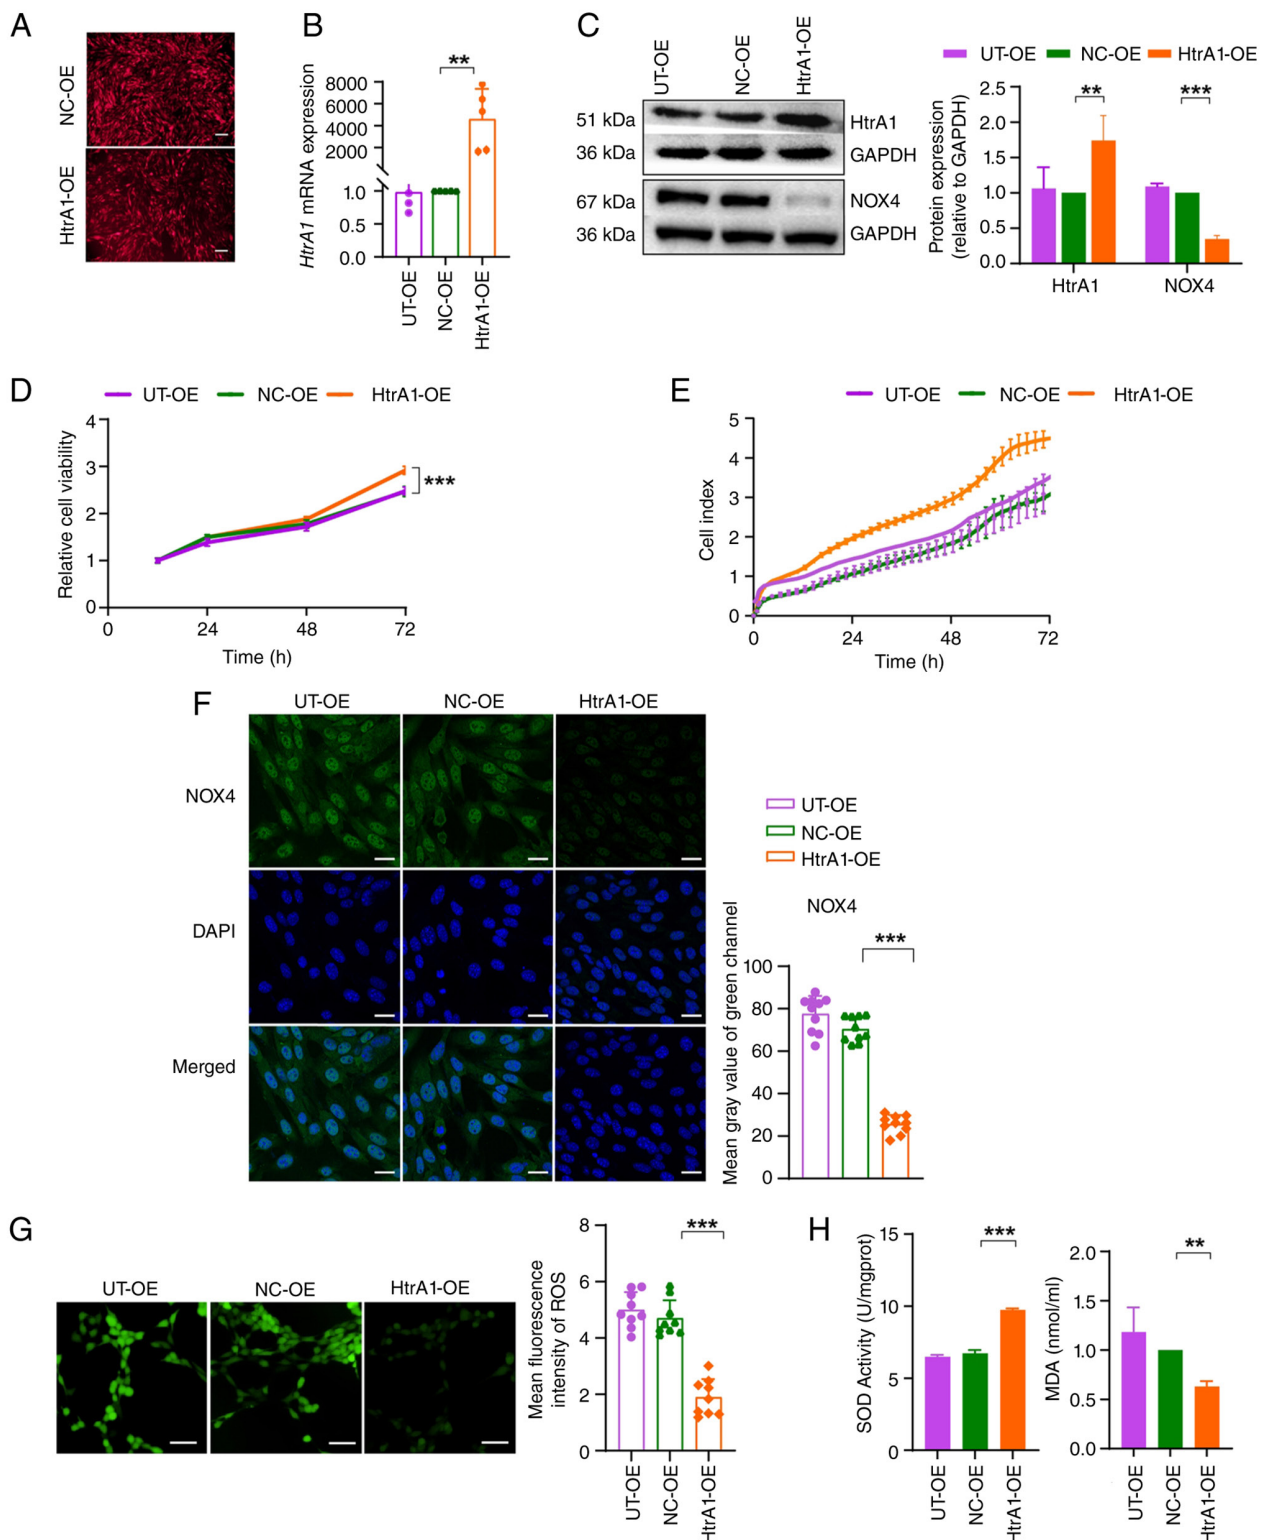 A
NC-OE
HtrA1-OE
B
HtrA1 mRNA expression
8000
6000
4000
2000
1.0
0.5
0.0
**
UT-OE
NC-OE
HtrA1-OE
C
UT-OE
NC-OE
HtrA1-OE
51 kDa
HtrA1
36 kDa
GAPDH
67 kDa
NOX4
36 kDa
GAPDH
UT-OE NC-OE HtrA1-OE
Protein expression
(relative to GAPDH)
2.5
2.0
1.5
1.0
0.5
0.0
**
***
HtrA1 NOX4
D
UT-OE NC-OE HtrA1-OE
Relative cell viability
4
3
2
1
0
***
0 24 48 72
Time (h)
E
UT-OE NC-OE HtrA1-OE
Cell index
5
4
3
2
1
0
0 24 48 72
Time (h)
F
UT-OE NC-OE HtrA1-OE
NOX4
DAPI
Merged
UT-OE
NC-OE
HtrA1-OE
NOX4
Mean gray value of green channel
100
80
60
40
20
0
***
G
UT-OE NC-OE HtrA1-OE
Mean fluorescence
intensity of ROS
8
6
4
2
0
***
UT-OE
NC-OE
HtrA1-OE
H
SOD Activity (U/mgprot)
15
10
5
0
***
UT-OE
NC-OE
HtrA1-OE
MDA (nmol/ml)
2.0
1.5
1.0
0.5
0.0
**
UT-OE
NC-OE
HtrA1-OE